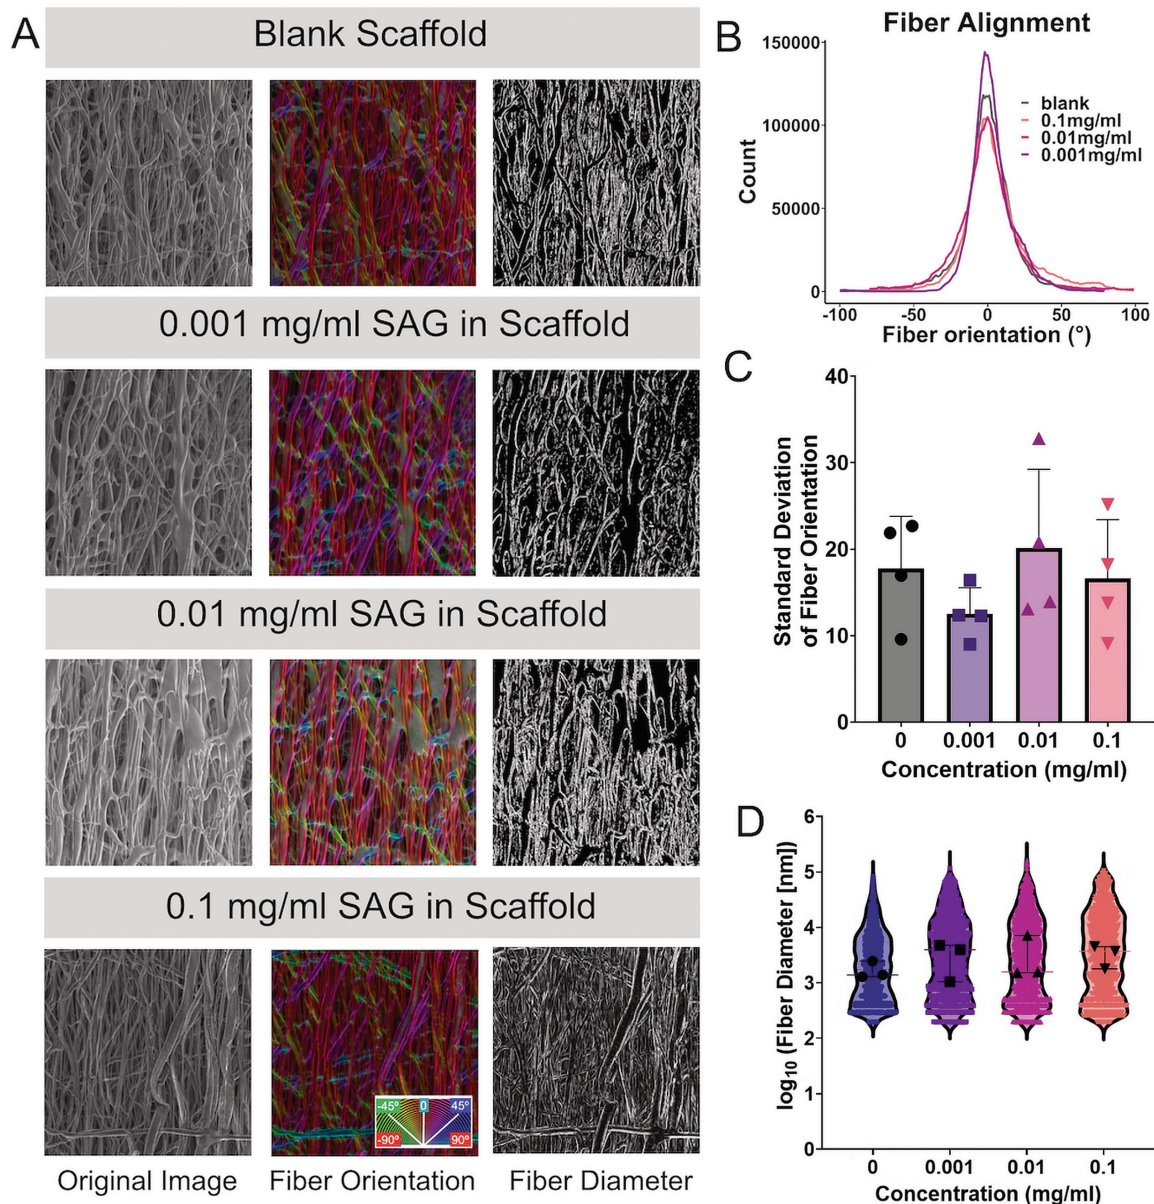 A
Blank Scaffold
0.001 mg/ml SAG in Scaffold
0.01 mg/ml SAG in Scaffold
0.1 mg/ml SAG in Scaffold
-45º
0
45º
-90º
90º
Original Image
Fiber Orientation
Fiber Diameter
B
Fiber Alignment
150000
100000
50000
0
Count
blank
0.1mg/ml
0.01mg/ml
0.001mg/ml
-100
-50
0
50
100
Fiber orientation (°)
C
40
30
20
10
0
Standard Deviation
of Fiber Orientation
0
0.001
0.01
0.1
Concentration (mg/ml)
D
6
5
4
3
2
1
0
log₁₀ (Fiber Diameter [nm])
0
0.001
0.01
0.1
Concentration (mg/ml)